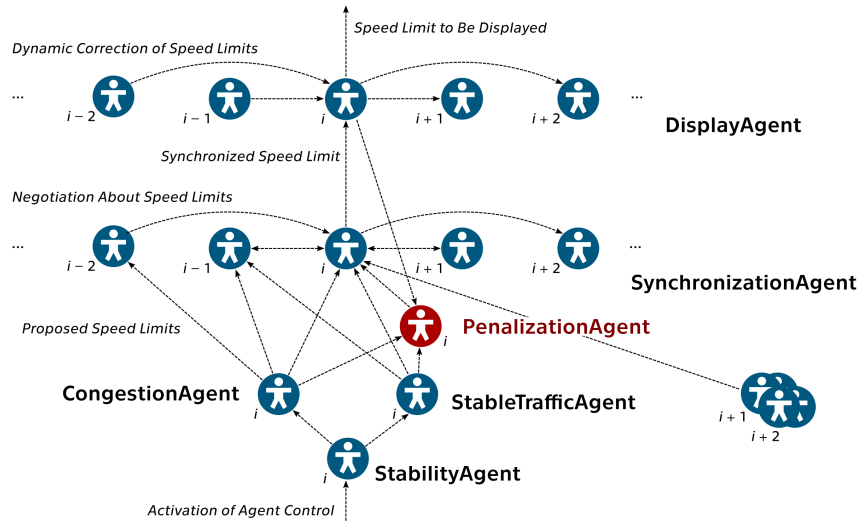 Speed Limit to Be Displayed
Dynamic Correction of Speed Limits
...
i – 2
i – 1
i
i + 1
i + 2
...
DisplayAgent
Synchronized Speed Limit
Negotiation About Speed Limits
...
i – 2
i – 1
i
i + 1
i + 2
...
SynchronizationAgent
Proposed Speed Limits
PenalizationAgent
i
CongestionAgent
i
i
StableTrafficAgent
i + 1
i + 2
i
StabilityAgent
Activation of Agent Control